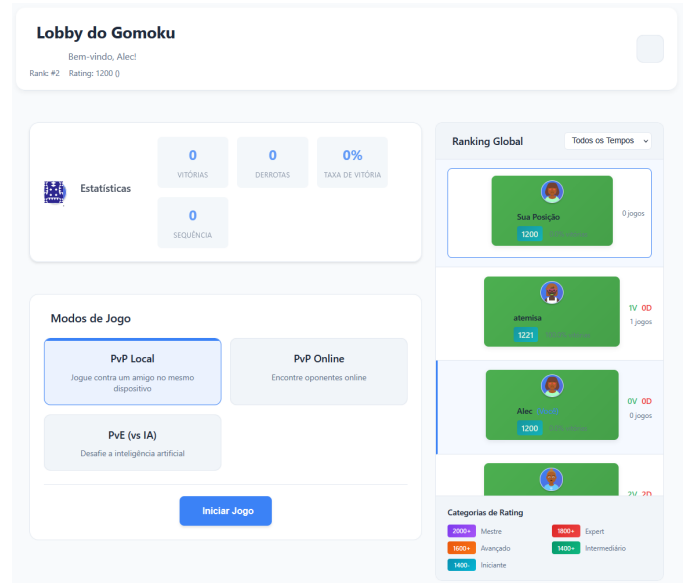 Lobby do Gomoku
Bem-vindo, Alec!
Rank: #2 Rating: 1200 ()
Estatísticas
0
VITÓRIAS
0
DERROTAS
0%
TAXA DE VITÓRIA
0
SEQUÊNCIA
Modos de Jogo
PvP Local
Jogue contra um amigo no mesmo
dispositivo
PvP Online
Encontre oponentes online
PvE (vs IA)
Desafie a inteligência artificial
Iniciar Jogo
Ranking Global
Todos os Tempos
Sua Posição
1200
0 jogos
atemisa
1221
1V 0D
1 jogos
Alec
1200
0V 0D
0 jogos
2V 2D
Categorias de Rating
2000+ Mestre
1800+ Expert
1600+ Avançado
1400+ Intermediário
1400- Iniciante